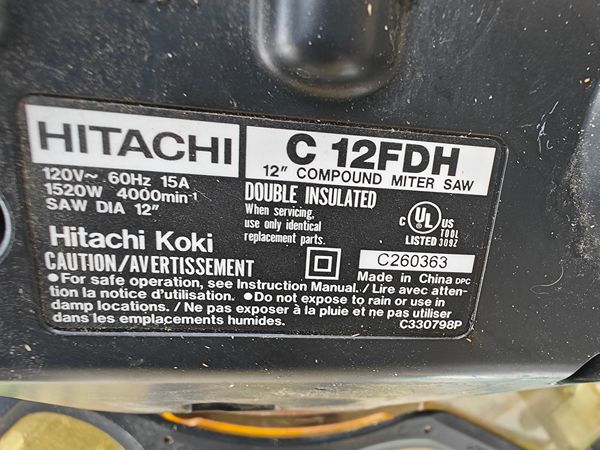 HITACHI
C 12FDH
12" COMPOUND MITER SAW
120V~ 60Hz 15A
1520W 4000min-1
SAW DIA 12"
DOUBLE INSULATED
When servicing,
use only identical
replacement parts.
C UL US
LISTED TOOL 309Z
Hitachi Koki
C260363
Made in China DPC
CAUTION/AVERTISSEMENT
●For safe operation, see Instruction Manual./Lire avec atten-
tion la notice d'utilisation. ●Do not expose to rain or use in
damp locations./Ne pas exposer à la pluie et ne pas utiliser
dans les emplacements humides.
C330798P